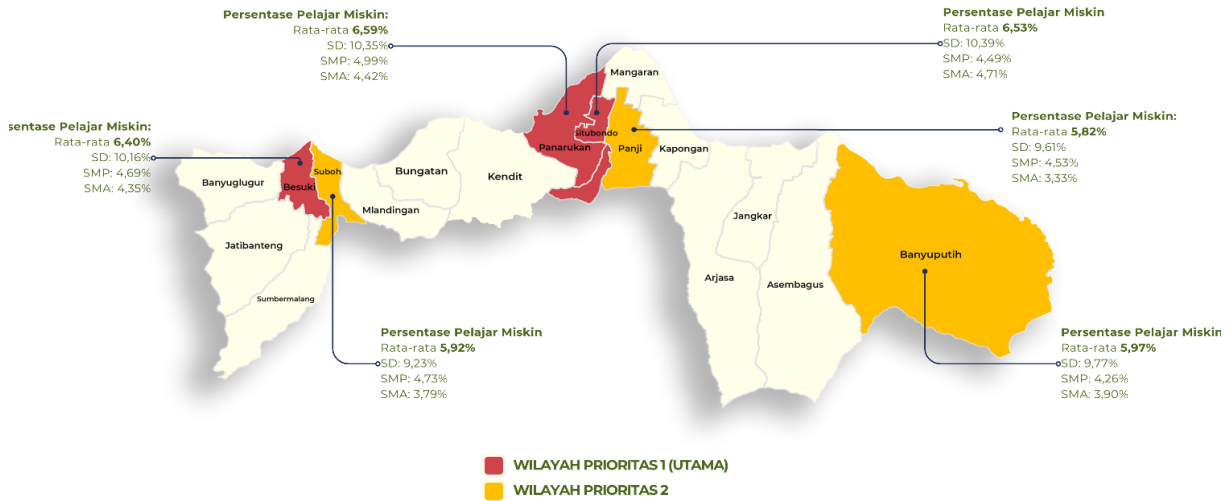 Persentase Pelajar Miskin:
Rata-rata 6,59%
SD: 10,35%
SMP: 4,99%
SMA: 4,42%
Persentase Pelajar Miskin
Rata-rata 6,53%
SD: 10,39%
SMP: 4,49%
SMA: 4,71%
sentase Pelajar Miskin:
Rata-rata 6,40%
SD: 10,16%
SMP: 4,69%
SMA: 4,35%
Persentase Pelajar Miskin:
Rata-rata 5,82%
SD: 9,61%
SMP: 4,53%
SMA: 3,33%
Mangaran
Situbondo
Panarukan
Panji
Kapongan
Suboh
Bungatan
Kendit
Banyuglugur
Besuki
Mlandingan
Jangkar
Jatibanteng
Banyuputih
Arjasa
Asembagus
Sumbermalang
Persentase Pelajar Miskin
Rata-rata 5,92%
SD: 9,23%
SMP: 4,73%
SMA: 3,79%
Persentase Pelajar Miskin
Rata-rata 5,97%
SD: 9,77%
SMP: 4,26%
SMA: 3,90%
WILAYAH PRIORITAS 1 (UTAMA)
WILAYAH PRIORITAS 2